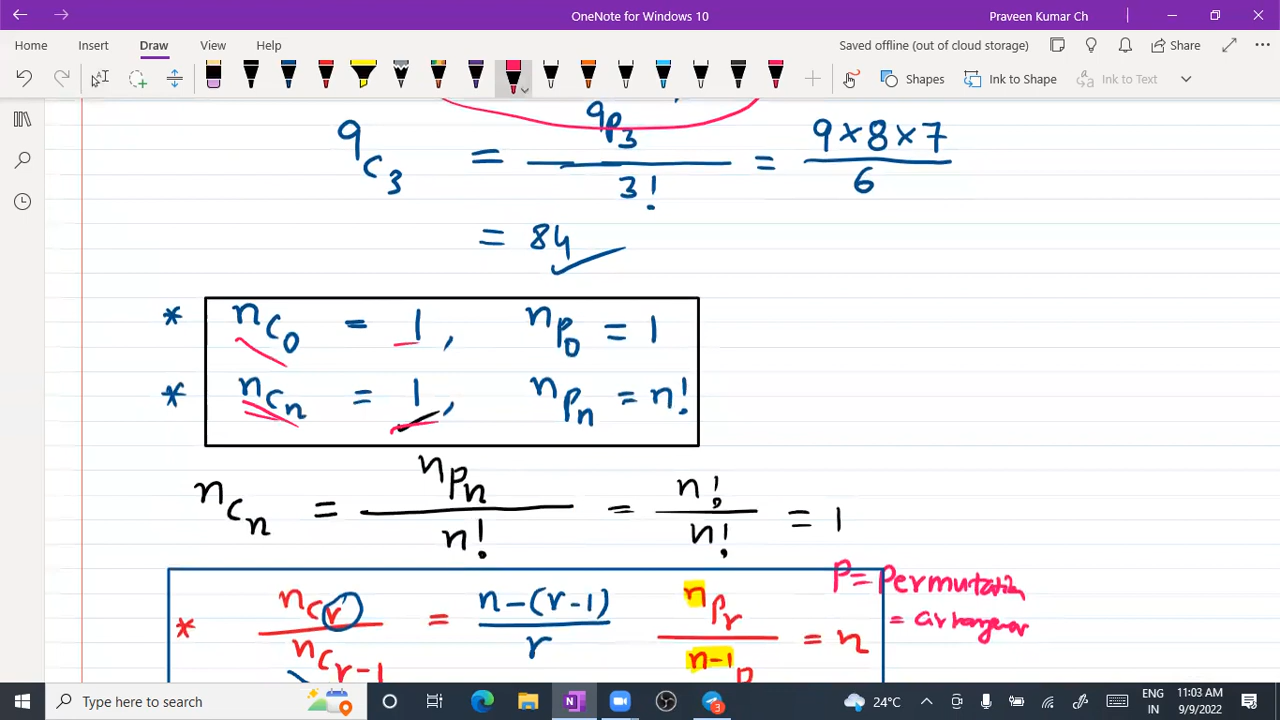 OneNote for Windows 10
Praveen Kumar Ch
Home Insert Draw View Help
Saved offline (out of cloud storage)
Share
Shapes Ink to Shape Ink to Text
9C3 = 9P3 / 3! = 9×8×7 / 6
= 84
* nC0 = 1, nP0 = 1
* nCn = 1, nPn = n!
nCn = nPn / n! = n! / n! = 1
P = Permutation
= arrangeme
* nCr / nCr-1 = n-(r-1) / r nPr / n-1P = n
Type here to search
3
24°C
ENG
IN
11:03 AM
9/9/2022